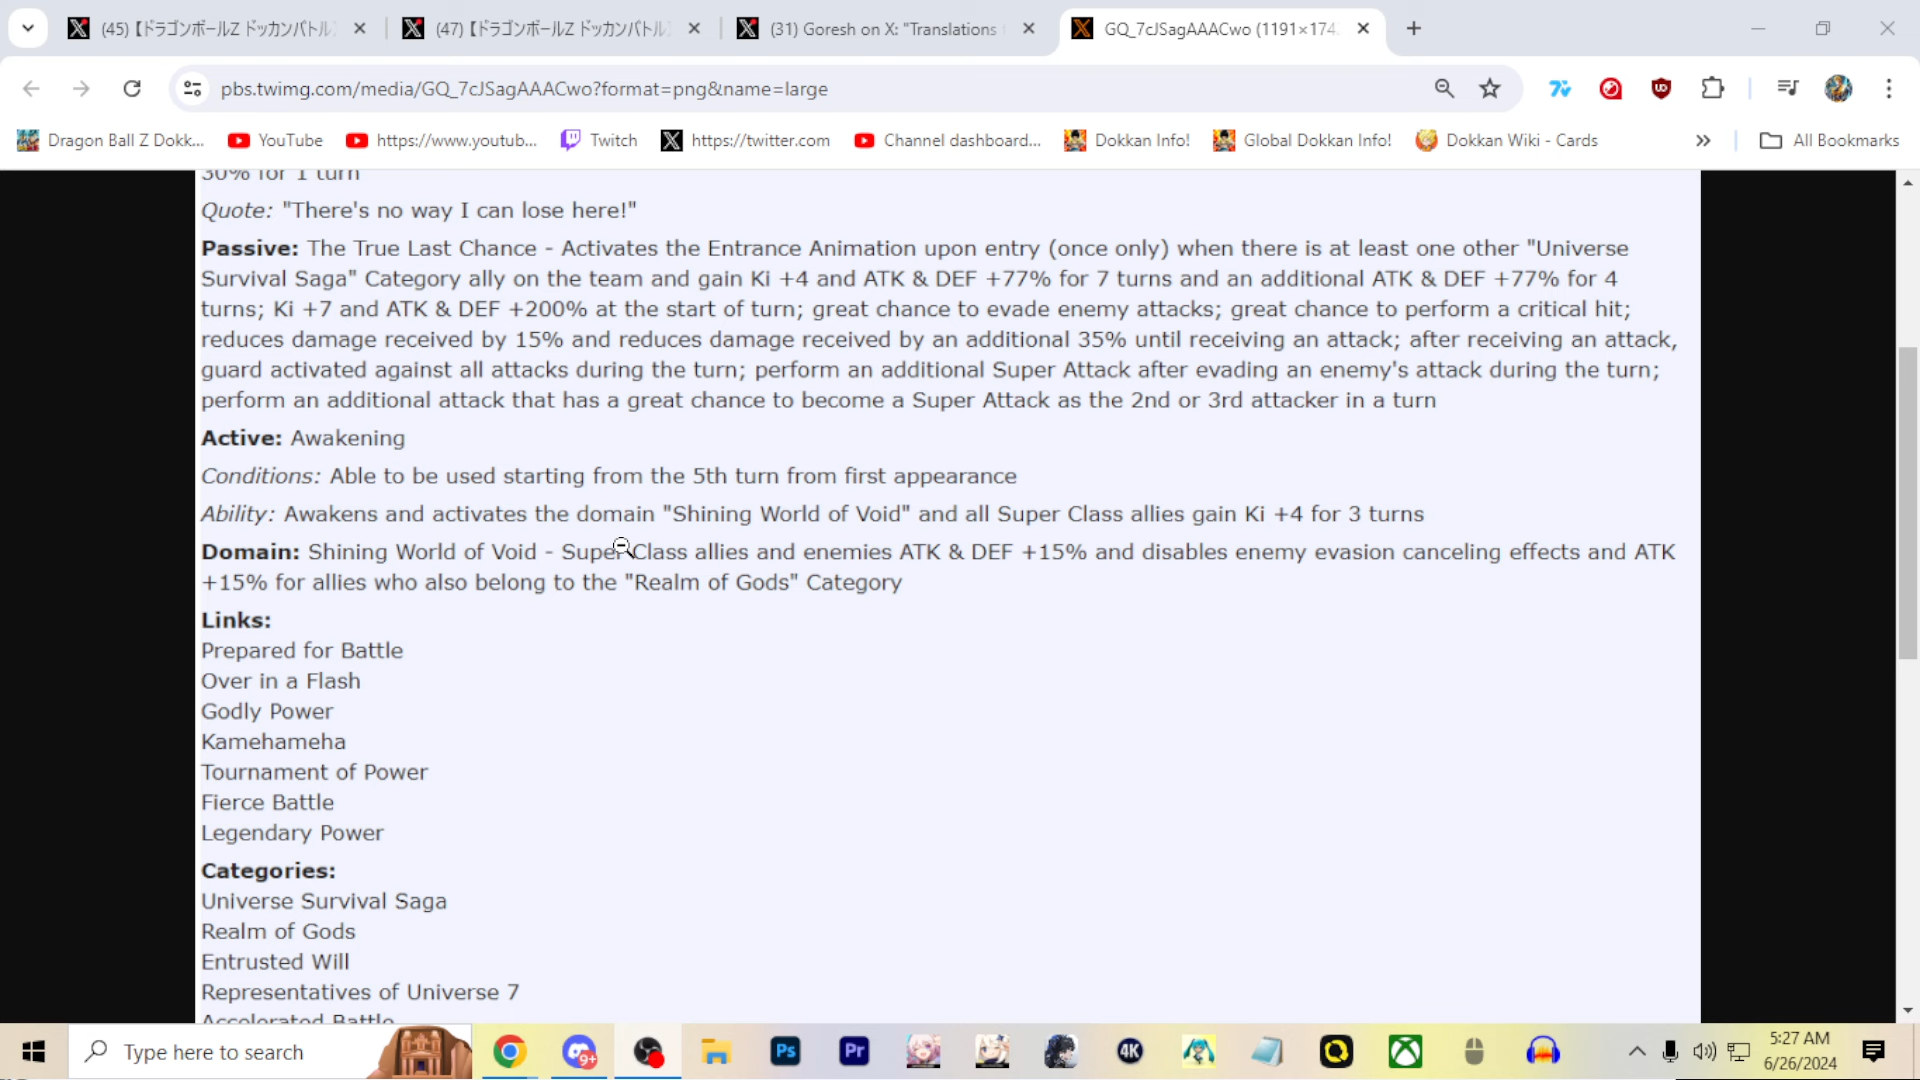 (45)【ドラゴンボールZ ドッカンバトル
(47)【ドラゴンボールZ ドッカンバトル
(31) Goresh on X: "Translations
GQ_7cJSagAAACwo (1191×174
pbs.twimg.com/media/GQ_7cJSagAAACwo?format=png&name=large
Dragon Ball Z Dokk...
YouTube
https://www.youtub...
Twitch
https://twitter.com
Channel dashboard...
Dokkan Info!
Global Dokkan Info!
Dokkan Wiki - Cards
All Bookmarks
30% for 1 turn
Quote: "There's no way I can lose here!"
Passive: The True Last Chance - Activates the Entrance Animation upon entry (once only) when there is at least one other "Universe
Survival Saga" Category ally on the team and gain Ki +4 and ATK & DEF +77% for 7 turns and an additional ATK & DEF +77% for 4
turns; Ki +7 and ATK & DEF +200% at the start of turn; great chance to evade enemy attacks; great chance to perform a critical hit;
reduces damage received by 15% and reduces damage received by an additional 35% until receiving an attack; after receiving an attack,
guard activated against all attacks during the turn; perform an additional Super Attack after evading an enemy's attack during the turn;
perform an additional attack that has a great chance to become a Super Attack as the 2nd or 3rd attacker in a turn
Active: Awakening
Conditions: Able to be used starting from the 5th turn from first appearance
Ability: Awakens and activates the domain "Shining World of Void" and all Super Class allies gain Ki +4 for 3 turns
Domain: Shining World of Void - Super Class allies and enemies ATK & DEF +15% and disables enemy evasion canceling effects and ATK
+15% for allies who also belong to the "Realm of Gods" Category
Links:
Prepared for Battle
Over in a Flash
Godly Power
Kamehameha
Tournament of Power
Fierce Battle
Legendary Power
Categories:
Universe Survival Saga
Realm of Gods
Entrusted Will
Representatives of Universe 7
Accelerated Battle
Type here to search
9+
Ps
Pr
4K
5:27 AM
6/26/2024